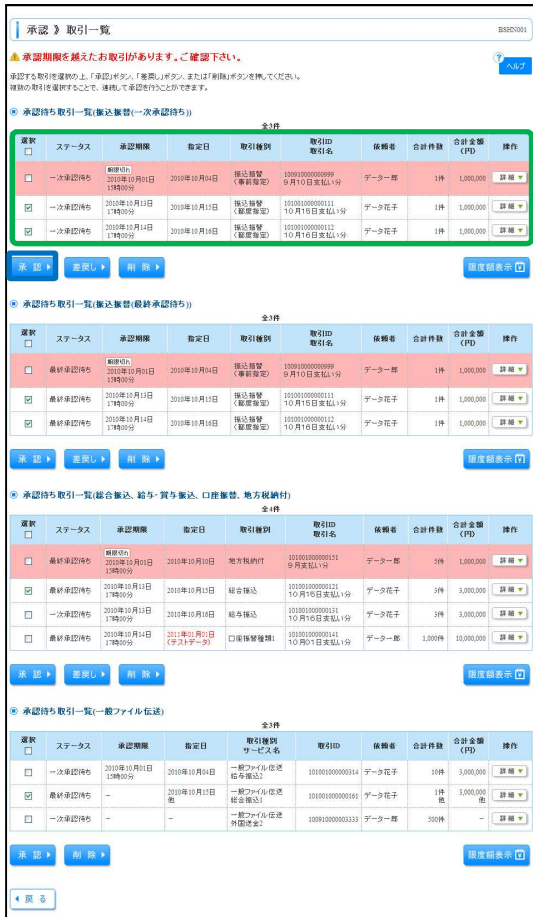 承認 》 取引一覧
BSHN001
承認期限を越えたお取引があります。ご確認下さい。
? ヘルプ
承認する取引を選択の上、「承認」ボタン、「差戻し」ボタン、または「削除」ボタンを押してください。
複数の取引を選択することで、連続して承認を行うことができます。
承認待ち取引一覧(振込振替(一次承認待ち))
全3件
選択 ステータス 承認期限 指定日 取引種別 取引ID 取引名 依頼者 合計件数 合計金額(円) 操作
一次承認待ち 期限切れ 2010年10月01日 15時00分 2010年10月04日 振込振替(事前指定) 100910000000999 9月10日支払い分 データ一郎 1件 1,000,000 詳細
一次承認待ち 2010年10月13日 17時00分 2010年10月15日 振込振替(都度指定) 101001000000111 10月15日支払い分 データ花子 1件 1,000,000 詳細
一次承認待ち 2010年10月14日 17時00分 2010年10月16日 振込振替(都度指定) 101001000000112 10月16日支払い分 データ花子 1件 1,000,000 詳細
承認 差戻し 削除 限度額表示
承認待ち取引一覧(振込振替(最終承認待ち))
全3件
選択 ステータス 承認期限 指定日 取引種別 取引ID 取引名 依頼者 合計件数 合計金額(円) 操作
最終承認待ち 期限切れ 2010年10月01日 15時00分 2010年10月04日 振込振替(事前指定) 100910000000999 9月10日支払い分 データ一郎 1件 1,000,000 詳細
最終承認待ち 2010年10月13日 17時00分 2010年10月15日 振込振替(都度指定) 101001000000111 10月15日支払い分 データ花子 1件 1,000,000 詳細
最終承認待ち 2010年10月14日 17時00分 2010年10月16日 振込振替(都度指定) 101001000000112 10月16日支払い分 データ花子 1件 1,000,000 詳細
承認 差戻し 削除 限度額表示
承認待ち取引一覧(総合振込、給与・賞与振込、口座振替、地方税納付)
全4件
選択 ステータス 承認期限 指定日 取引種別 取引ID 取引名 依頼者 合計件数 合計金額(円) 操作
最終承認待ち 期限切れ 2010年10月01日 15時00分 2010年10月10日 地方税納付 101001000000151 9月支払い分 データ一郎 5件 1,000,000 詳細
最終承認待ち 2010年10月13日 17時00分 2010年10月15日 総合振込 101001000000121 10月15日支払い分 データ花子 3件 3,000,000 詳細
一次承認待ち 2010年10月13日 17時00分 2010年10月16日 給与振込 101001000000131 10月16日支払い分 データ花子 3件 3,000,000 詳細
最終承認待ち 2010年10月14日 17時00分 2011年01月01日(テストデータ) 口座振替種類1 101001000000141 10月01日支払い分 データ一郎 1,000件 10,000,000 詳細
承認 差戻し 削除 限度額表示
承認待ち取引一覧(一般ファイル伝送)
全3件
選択 ステータス 承認期限 指定日 取引種別 サービス名 取引ID 依頼者 合計件数 合計金額(円) 操作
一次承認待ち 2010年10月01日 15時00分 2010年10月04日 一般ファイル伝送 給与振込2 101001000000314 データ花子 10件 3,000,000 詳細
最終承認待ち - 2010年10月15日 他 一般ファイル伝送 総合振込1 101001000000161 データ花子 1件 他 3,000,000 他 詳細
一次承認待ち - - 一般ファイル伝送 外国送金2 100910000003333 データ一郎 500件 - 詳細
承認 削除 限度額表示
戻る